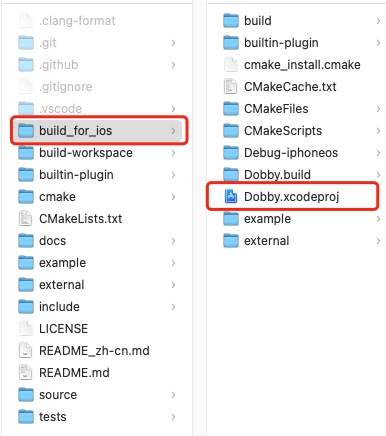 .clang-format
.git
.github
.gitignore
.vscode
build_for_ios
build-workspace
builtin-plugin
cmake
CMakeLists.txt
docs
example
external
include
LICENSE
README_zh-cn.md
README.md
source
tests
build
builtin-plugin
cmake_install.cmake
CMakeCache.txt
CMakeFiles
CMakeScripts
Debug-iphoneos
Dobby.build
Dobby.xcodeproj
example
external